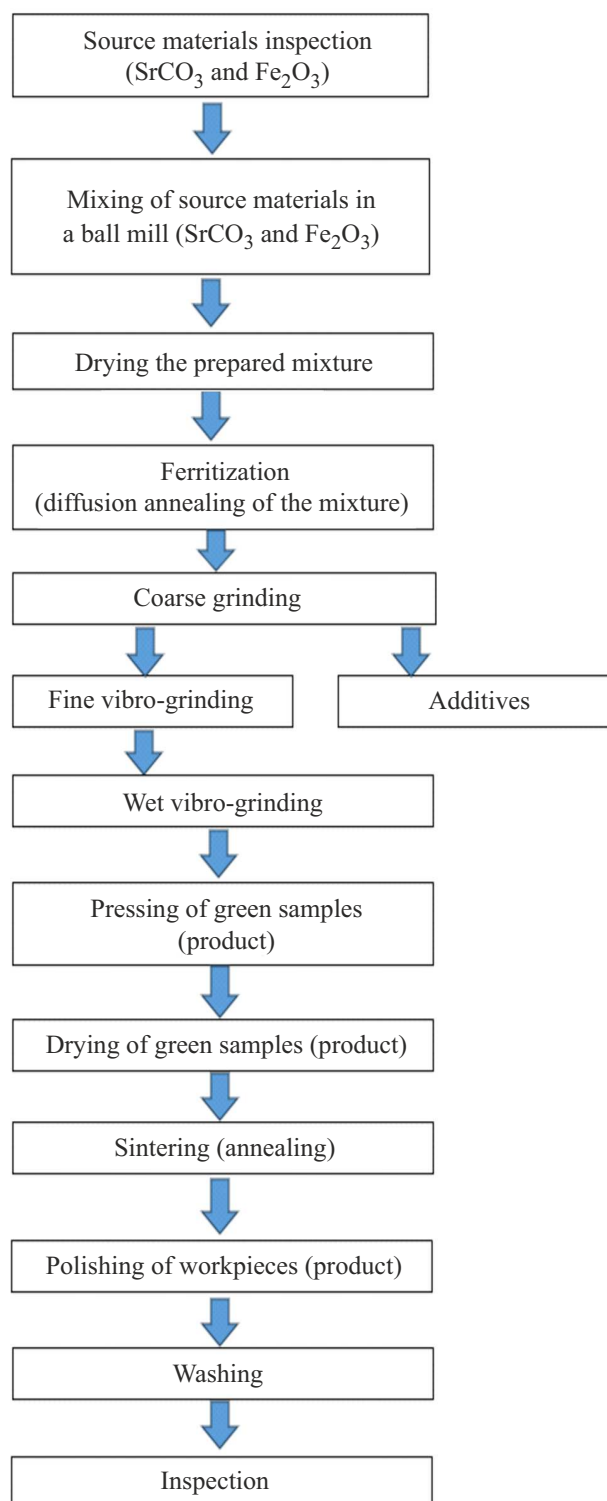 Source materials inspection
(SrCO₃ and Fe₂O₃)
Mixing of source materials in
a ball mill (SrCO₃ and Fe₂O₃)
Drying the prepared mixture
Ferritization
(diffusion annealing of the mixture)
Coarse grinding
Fine vibro-grinding
Additives
Wet vibro-grinding
Pressing of green samples
(product)
Drying of green samples (product)
Sintering (annealing)
Polishing of workpieces (product)
Washing
Inspection